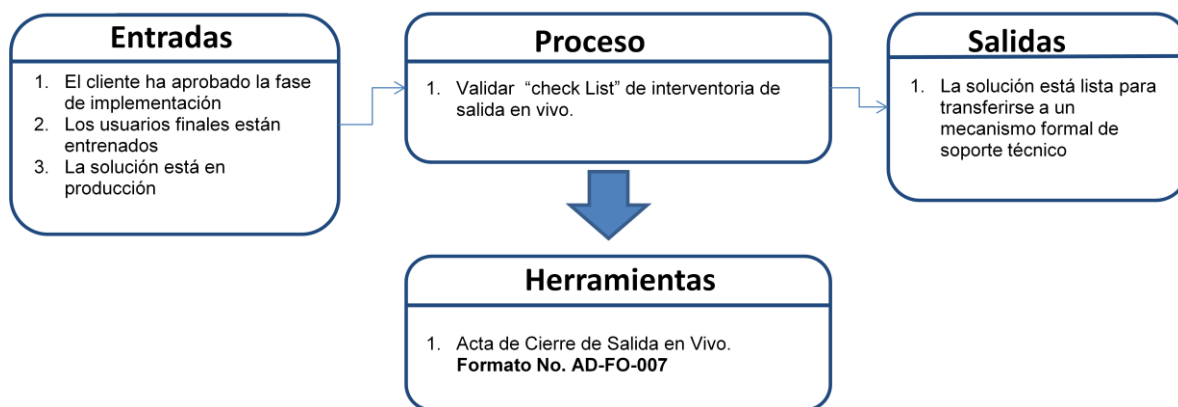 Entradas
1. El cliente ha aprobado la fase
de implementación
2. Los usuarios finales están
entrenados
3. La solución está en
producción
Proceso
1. Validar “check List” de interventoria de
salida en vivo.
Salidas
1. La solución está lista para
transferirse a un
mecanismo formal de
soporte técnico
Herramientas
1. Acta de Cierre de Salida en Vivo.
Formato No. AD-FO-007